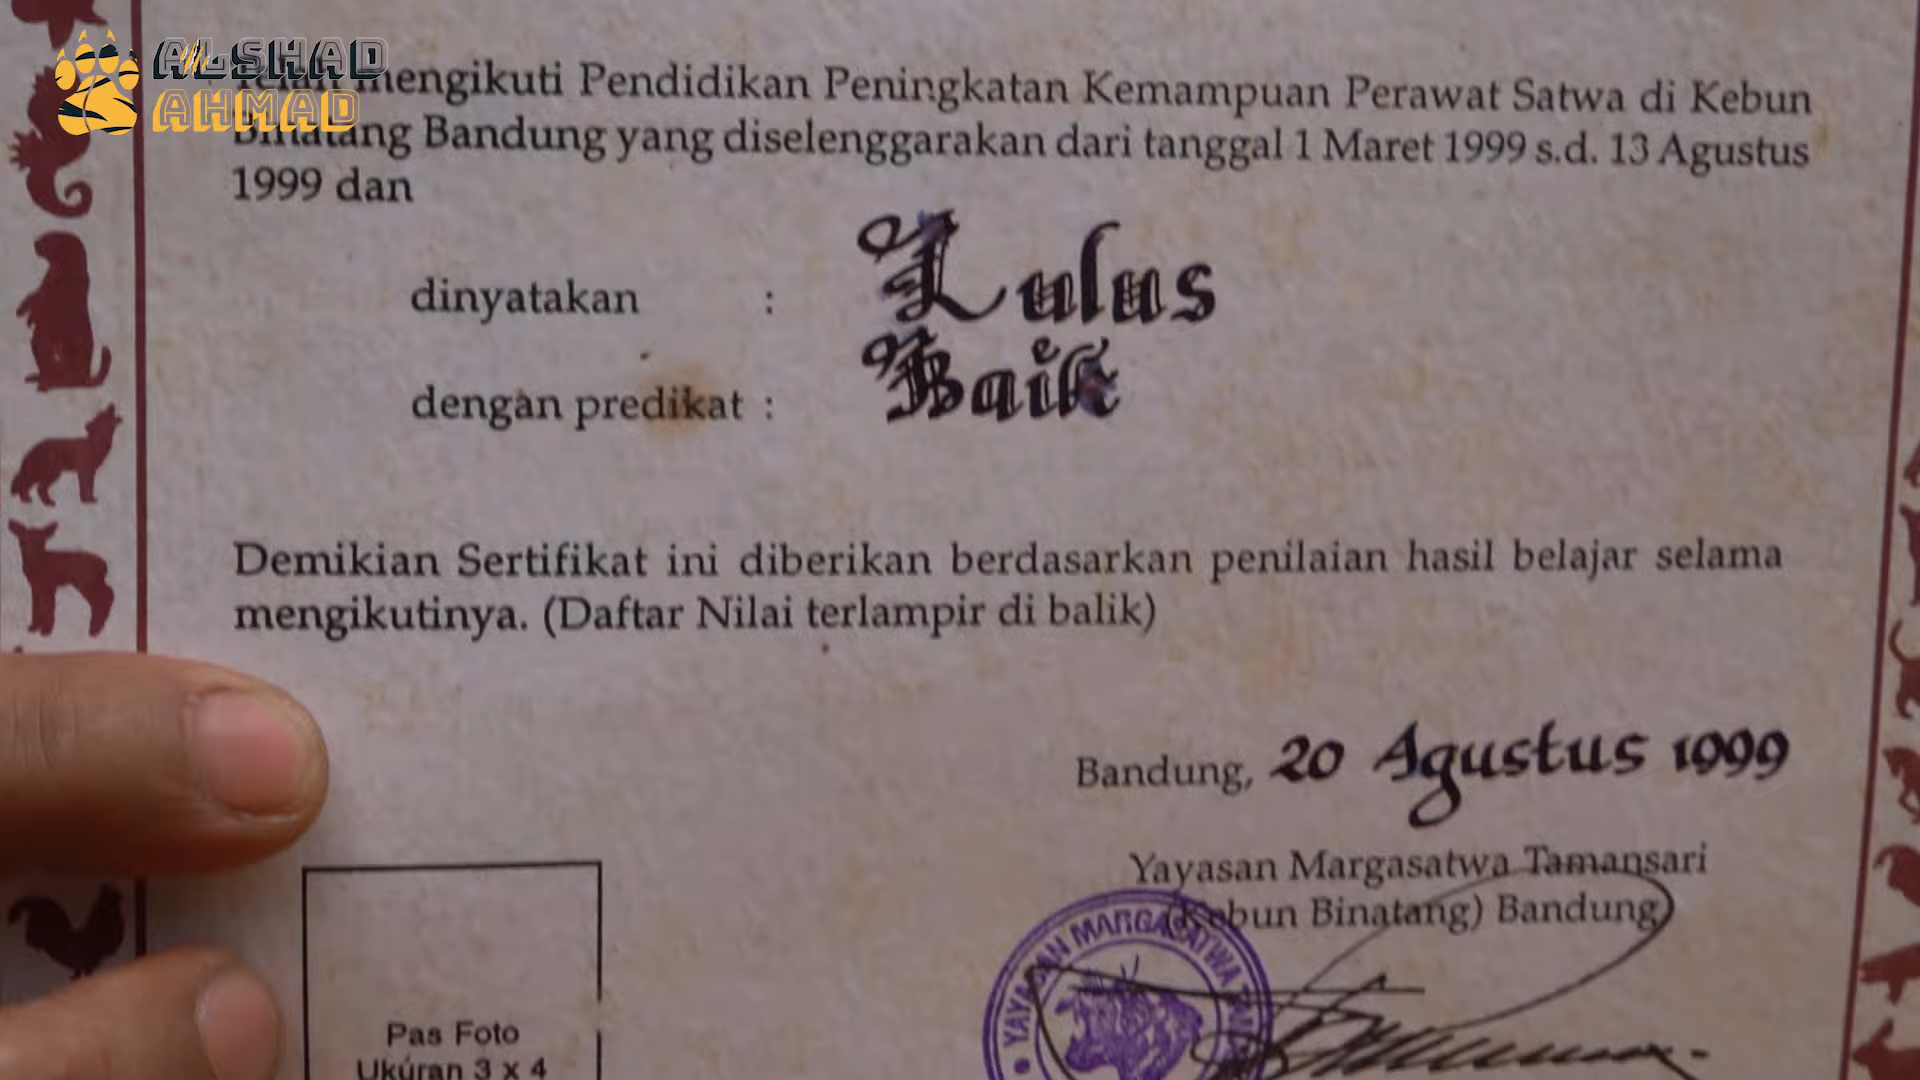 ALSHAD
AHMAD
mengikuti Pendidikan Peningkatan Kemampuan Perawat Satwa di Kebun
Binatang Bandung yang diselenggarakan dari tanggal 1 Maret 1999 s.d. 13 Agustus
1999 dan
dinyatakan : Lulus
dengan predikat : Baik
Demikian Sertifikat ini diberikan berdasarkan penilaian hasil belajar selama
mengikutinya. (Daftar Nilai terlampir di balik)
Bandung, 20 Agustus 1999
Yayasan Margasatwa Tamansari
(Kebun Binatang) Bandung
YAYASAN MARGASATWA
Pas Foto
Ukuran 3 x 4